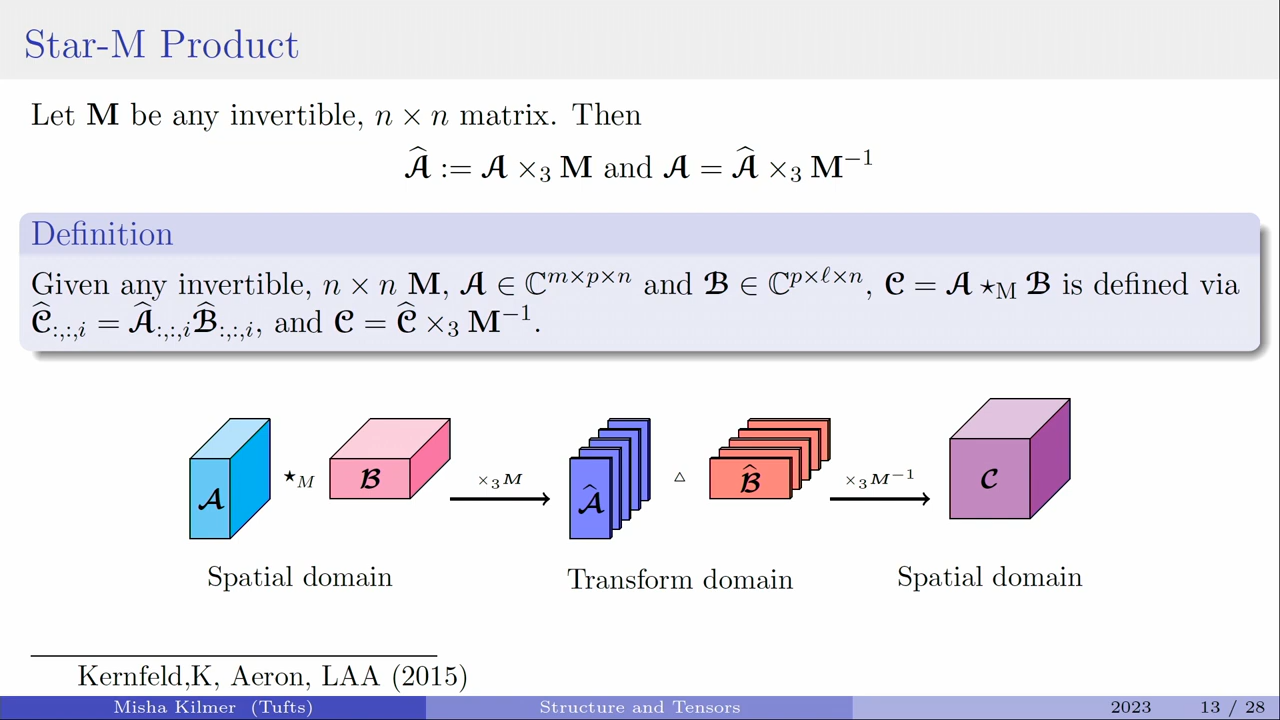 Star-M Product
Let M be any invertible, n × n matrix. Then
𝓐̂ := 𝓐 ×₃ M and 𝓐 = 𝓐̂ ×₃ M⁻¹
Definition
Given any invertible, n × n M, 𝓐 ∈ ℂ^{m×p×n} and 𝓑 ∈ ℂ^{p×ℓ×n}, 𝓒 = 𝓐 ⋆_M 𝓑 is defined via
𝓒̂_{:,:,i} = 𝓐̂_{:,:,i}𝓑̂_{:,:,i}, and 𝓒 = 𝓒̂ ×₃ M⁻¹.
𝓐 ⋆_M 𝓑 ×₃M 𝓐̂ △ 𝓑̂ ×₃M⁻¹ 𝓒
Spatial domain Transform domain Spatial domain
Kernfeld,K, Aeron, LAA (2015)
Misha Kilmer (Tufts) Structure and Tensors 2023 13 / 28